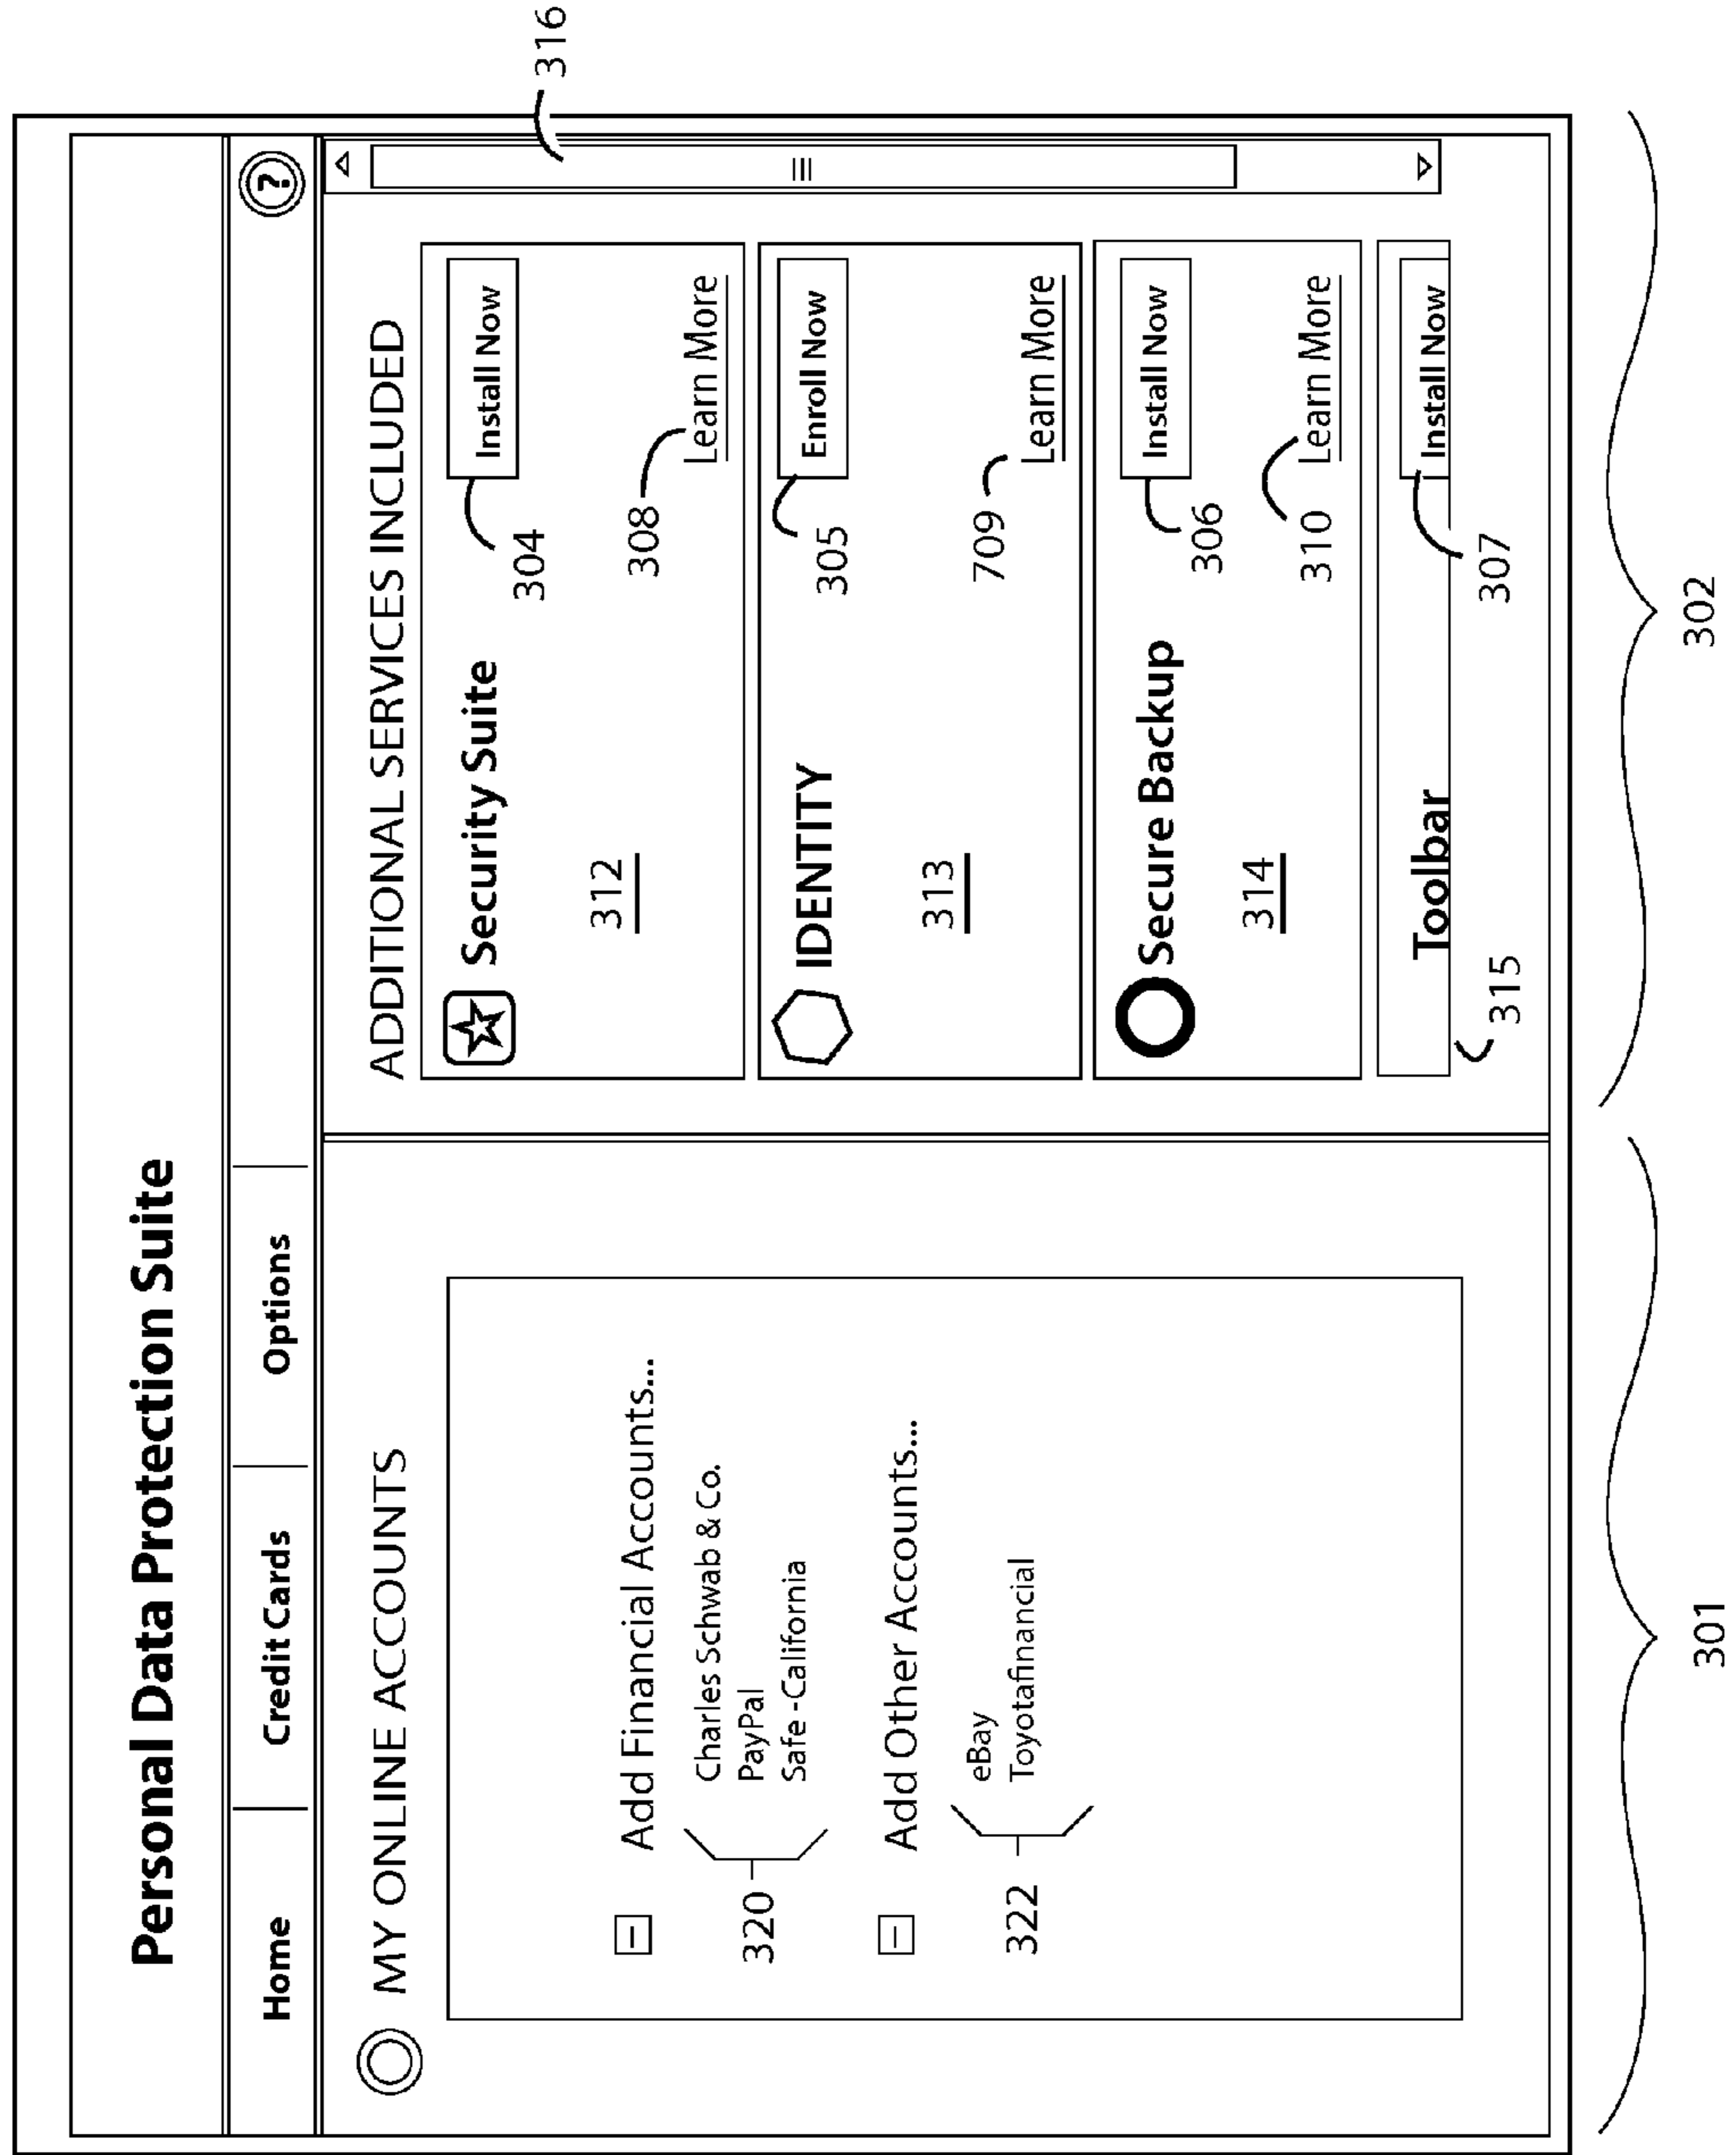 Personal Data Protection Suite
Home
Credit Cards
Options
?
MY ONLINE ACCOUNTS
Add Financial Accounts...
320
Charles Schwab & Co.
PayPal
Safe-California
Add Other Accounts...
322
eBay
Toyotafinancial
301
ADDITIONAL SERVICES INCLUDED
316
Security Suite
Install Now
304
312
308
Learn More
IDENTITY
Enroll Now
305
313
709
Learn More
Secure Backup
Install Now
306
314
310
Learn More
Toolbar
Install Now
315
307
302